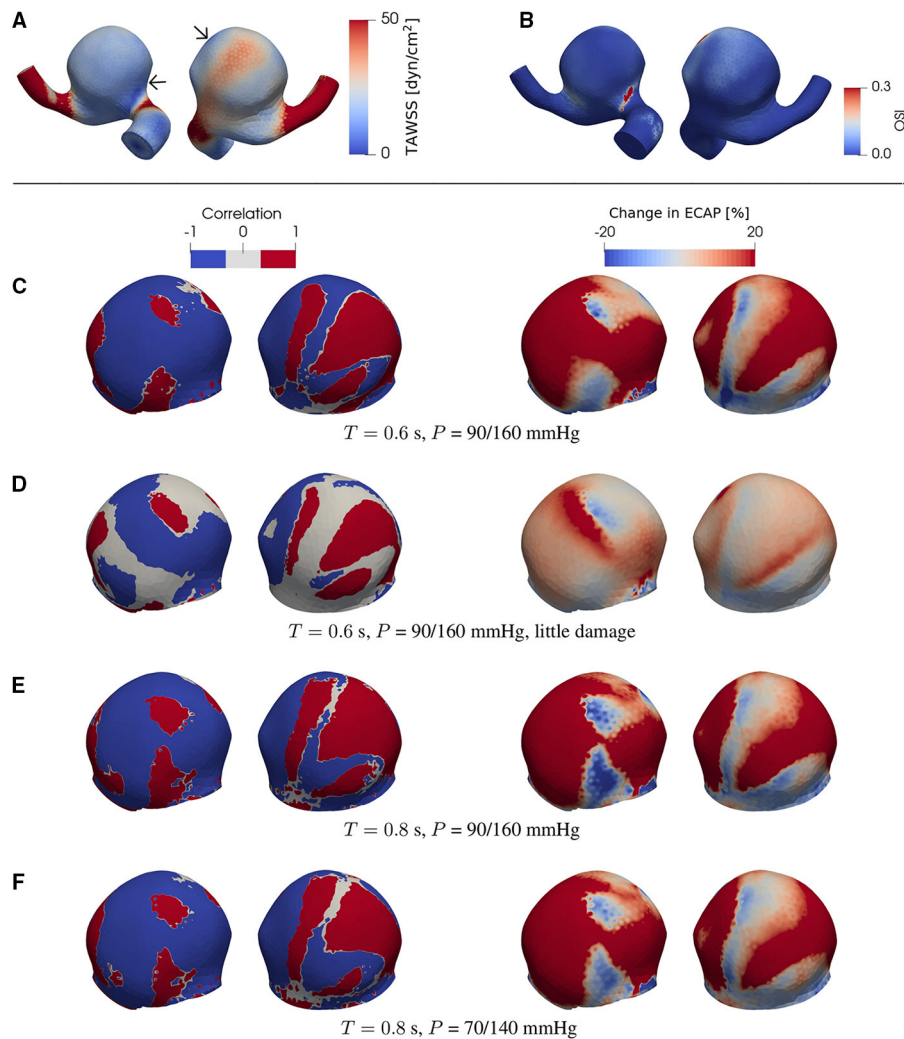 A
B
50
TAWSS [dyn/cm²]
0
0.3
OSI
0.0
Correlation
-1 0 1
Change in ECAP [%]
-20 20
C
T = 0.6 s, P = 90/160 mmHg
D
T = 0.6 s, P = 90/160 mmHg, little damage
E
T = 0.8 s, P = 90/160 mmHg
F
T = 0.8 s, P = 70/140 mmHg